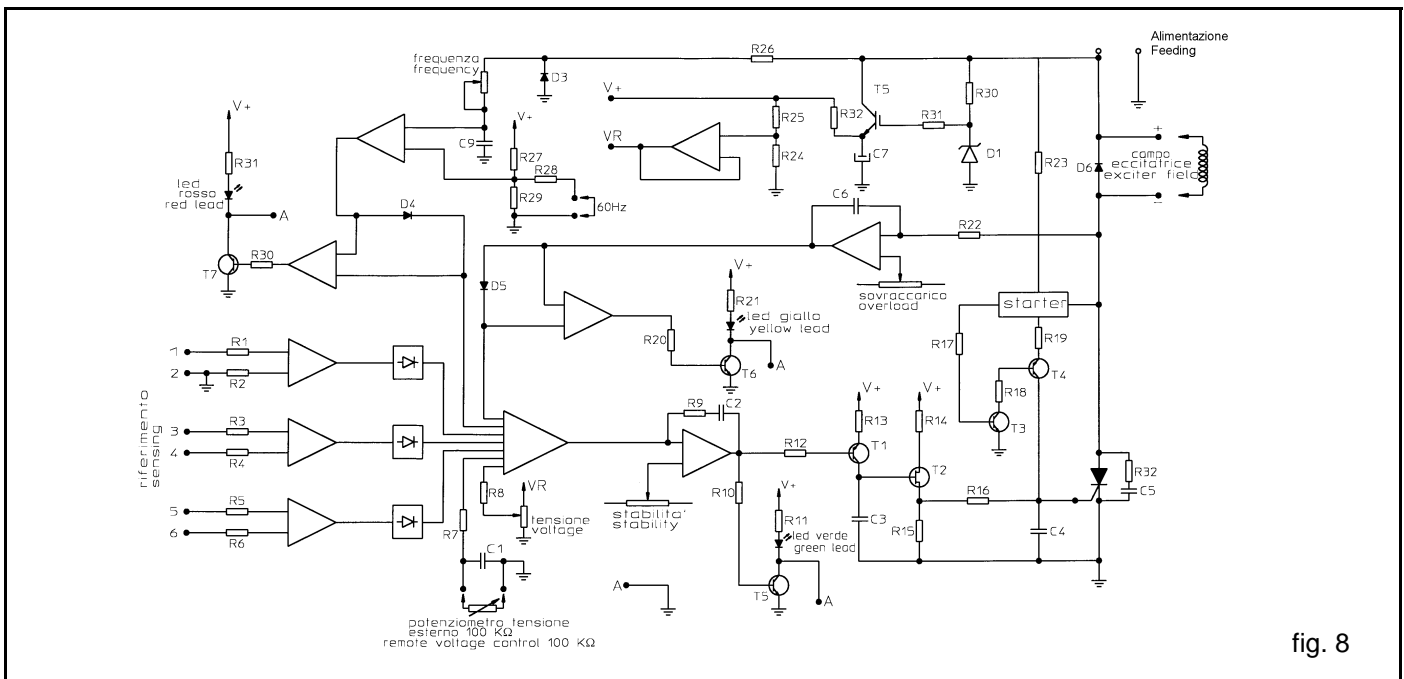 Alimentazione
Feeding
R26
frequenza
frequency
D3
V+
T5
R30
V+
R25
R32
R31
VR
R24
C7
D1
R23
D6
+
campo
eccitatrice
exciter field
–
C9
V+
R27
R28
R29
60Hz
R31
led
rosso
red lead
A
D4
T7
R30
C6
R22
sovraccarico
overload
D5
V+
R21
led giallo
yellow lead
R20
T6
A
starter
R17
R19
T4
R18
T3
riferimento
sensing
1
R1
2
R2
3
R3
4
R4
5
R5
6
R6
R7
R8
VR
tensione
voltage
C1
potenziometro tensione
esterno 100 KΩ
remote voltage control 100 KΩ
R9
C2
stabilita'
stability
R10
R12
V+
R11
led verde
green lead
T5
A
A
V+
R13
T1
V+
R14
T2
C3
R15
R16
C4
R32
C5
fig. 8